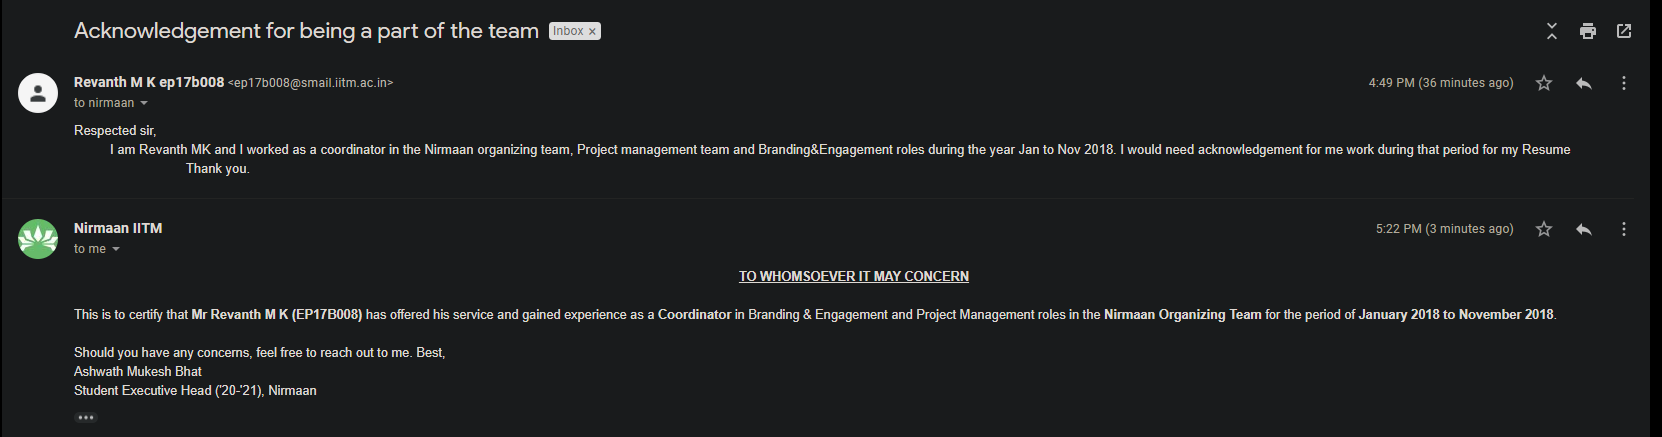 Acknowledgement for being a part of the team Inbox ×
Revanth M K ep17b008 <ep17b008@smail.iitm.ac.in> 4:49 PM (36 minutes ago)
to nirmaan
Respected sir,
I am Revanth MK and I worked as a coordinator in the Nirmaan organizing team, Project management team and Branding&Engagement roles during the year Jan to Nov 2018. I would need acknowledgement for me work during that period for my Resume
Thank you.
Nirmaan IITM 5:22 PM (3 minutes ago)
to me
TO WHOMSOEVER IT MAY CONCERN
This is to certify that Mr Revanth M K (EP17B008) has offered his service and gained experience as a Coordinator in Branding & Engagement and Project Management roles in the Nirmaan Organizing Team for the period of January 2018 to November 2018.
Should you have any concerns, feel free to reach out to me. Best,
Ashwath Mukesh Bhat
Student Executive Head ('20-'21), Nirmaan